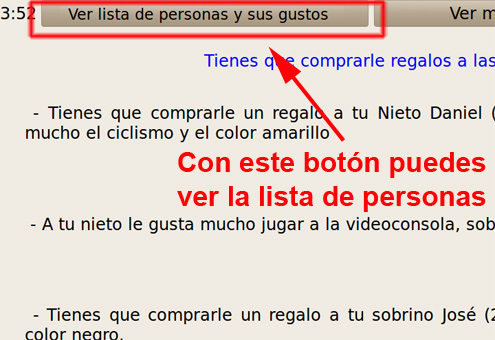 3:52 Ver lista de personas y sus gustos Ver m
Tienes que comprarle regalos a las
- Tienes que comprarle un regalo a tu Nieto Daniel (
mucho el ciclismo y el color amarillo
Con este botón puedes
ver la lista de personas
- A tu nieto le gusta mucho jugar a la videoconsola, sob
- Tienes que comprarle un regalo a tu sobrino José (2
color negro.